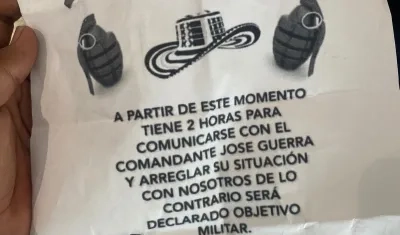 A PARTIR DE ESTE MOMENTO
TIENE 2 HORAS PARA
COMUNICARSE CON EL
COMANDANTE JOSE GUERRA
Y ARREGLAR SU SITUACIÓN
CON NOSOTROS DE LO
CONTRARIO SERÁ
DECLARADO OBJETIVO
MILITAR.